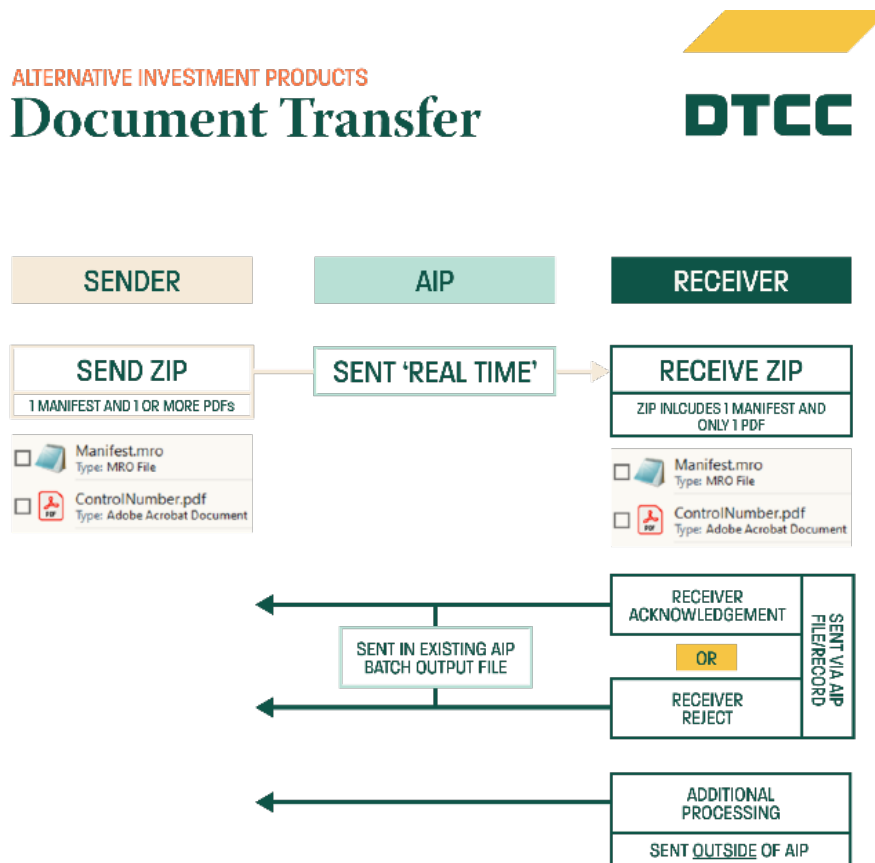 ALTERNATIVE INVESTMENT PRODUCTS
Document Transfer
DTCC
SENDER
AIP
RECEIVER
SEND ZIP
1 MANIFEST AND 1 OR MORE PDFs
SENT ‘REAL TIME’
RECEIVE ZIP
ZIP INLCUDES 1 MANIFEST AND
ONLY 1 PDF
Manifest.mro
Type: MRO File
PDF
ControlNumber.pdf
Type: Adobe Acrobat Document
Manifest.mro
Type: MRO File
PDF
ControlNumber.pdf
Type: Adobe Acrobat Document
RECEIVER
ACKNOWLEDGEMENT
SENT VIA AIP
FILE/RECORD
SENT IN EXISTING AIP
BATCH OUTPUT FILE
OR
RECEIVER
REJECT
ADDITIONAL
PROCESSING
SENT OUTSIDE OF AIP